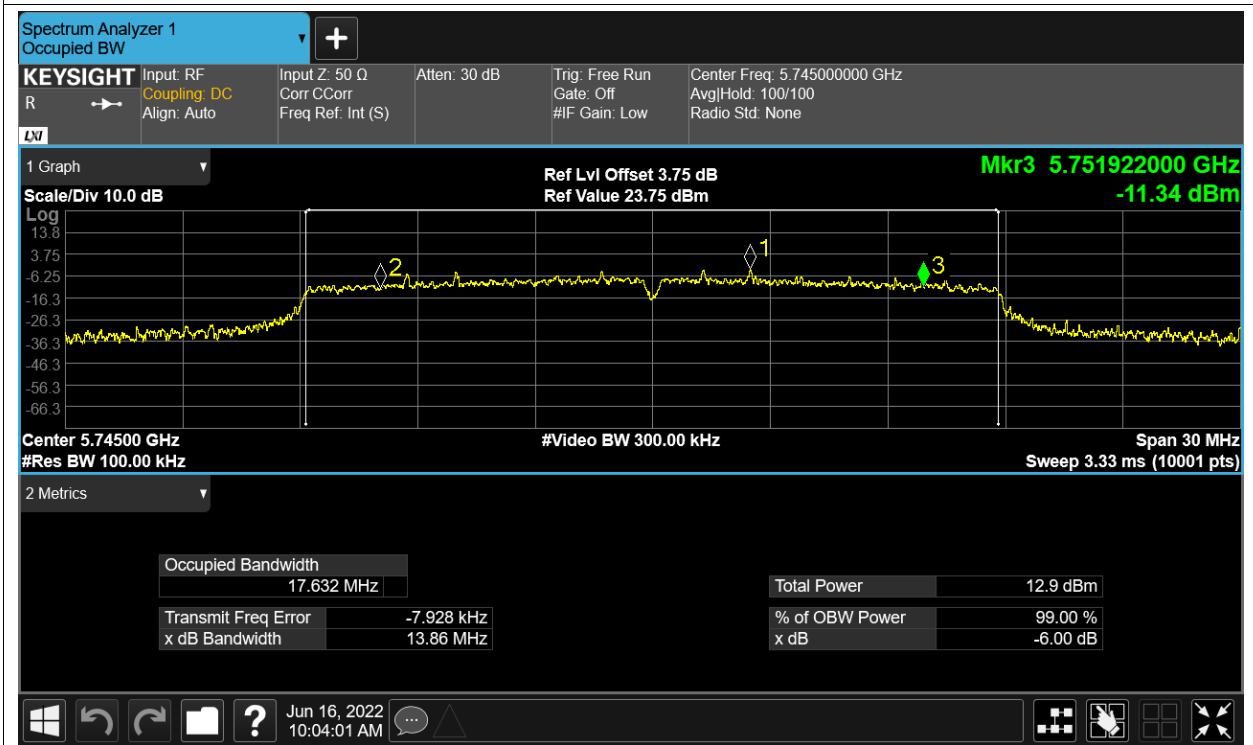 Spectrum Analyzer 1
Occupied BW
KEYSIGHT
R
LXI
Input: RF
Coupling: DC
Align: Auto
Input Z: 50 Ω
Corr CCorr
Freq Ref: Int (S)
Atten: 30 dB
Trig: Free Run
Gate: Off
#IF Gain: Low
Center Freq: 5.745000000 GHz
Avg|Hold: 100/100
Radio Std: None
1 Graph
Scale/Div 10.0 dB
Ref Lvl Offset 3.75 dB
Ref Value 23.75 dBm
Mkr3 5.751922000 GHz
-11.34 dBm
Log
13.8
3.75
-6.25
-16.3
-26.3
-36.3
-46.3
-56.3
-66.3
2
1
3
Center 5.74500 GHz
#Res BW 100.00 kHz
#Video BW 300.00 kHz
Span 30 MHz
Sweep 3.33 ms (10001 pts)
2 Metrics
Occupied Bandwidth
17.632 MHz
Transmit Freq Error -7.928 kHz
x dB Bandwidth 13.86 MHz
Total Power 12.9 dBm
% of OBW Power 99.00 %
x dB -6.00 dB
?
Jun 16, 2022
10:04:01 AM